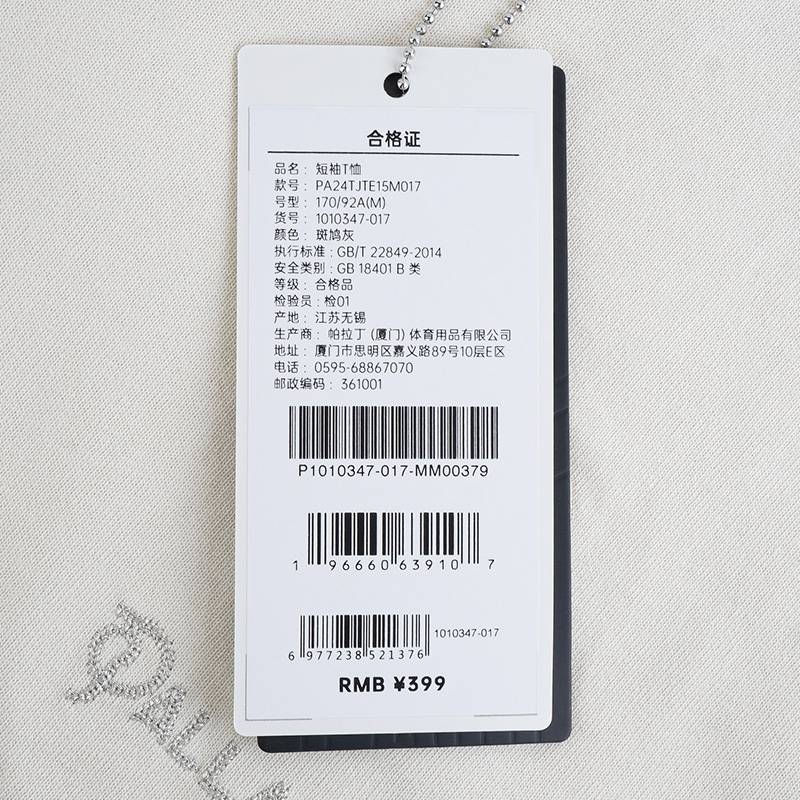 合格证
品名: 短袖T恤
款号: PA24TJTE15M017
号型: 170/92A(M)
货号: 1010347-017
颜色: 斑鸠灰
执行标准: GB/T 22849-2014
安全类别: GB 18401 B 类
等级: 合格品
检验员: 检01
产地: 江苏无锡
生产商: 帕拉丁 (厦门) 体育用品有限公司
地址: 厦门市思明区嘉义路89号10层E区
电话: 0595-68867070
邮政编码: 361001
P1010347-017-MM00379
1 96660 63910 7
1010347-017
6 977238 521376
RMB ¥399
PALLA